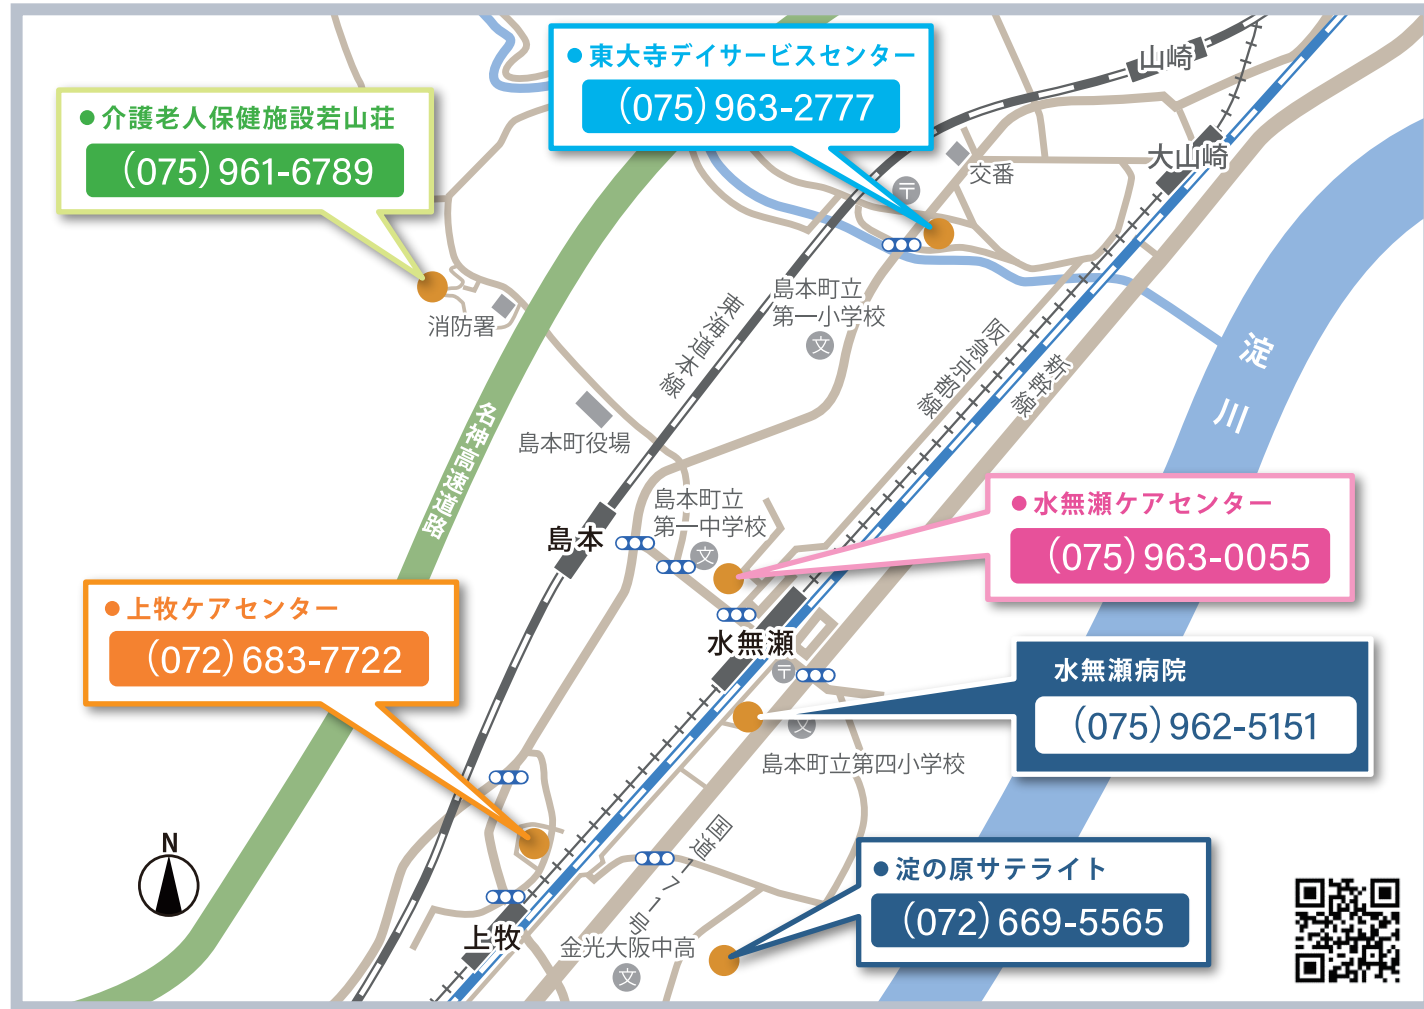 ● 東大寺デイサービスセンター
(075) 963-2777
山崎
● 介護老人保健施設若山荘
(075) 961-6789
大山崎
交番
〒
消防署
島本町立
第一小学校
文
東海道本線
阪急京都線
新幹線
淀川
名神高速道路
島本町役場
島本町立
第一中学校
文
島本
● 水無瀬ケアセンター
(075) 963-0055
● 上牧ケアセンター
(072) 683-7722
水無瀬
〒
水無瀬病院
(075) 962-5151
文
島本町立第四小学校
国道171号
N
● 淀の原サテライト
(072) 669-5565
上牧
金光大阪中高
文